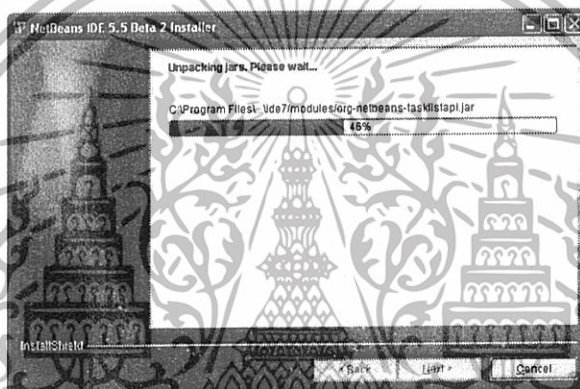 NetBeans IDE 5.5 Beta 2 Installer
Unpacking jars. Please wait...
C:\Program Files\...\ide7/modules/org-netbeans-tasklistapi.jar
46%
InstallShield
< Back
Next >
Cancel